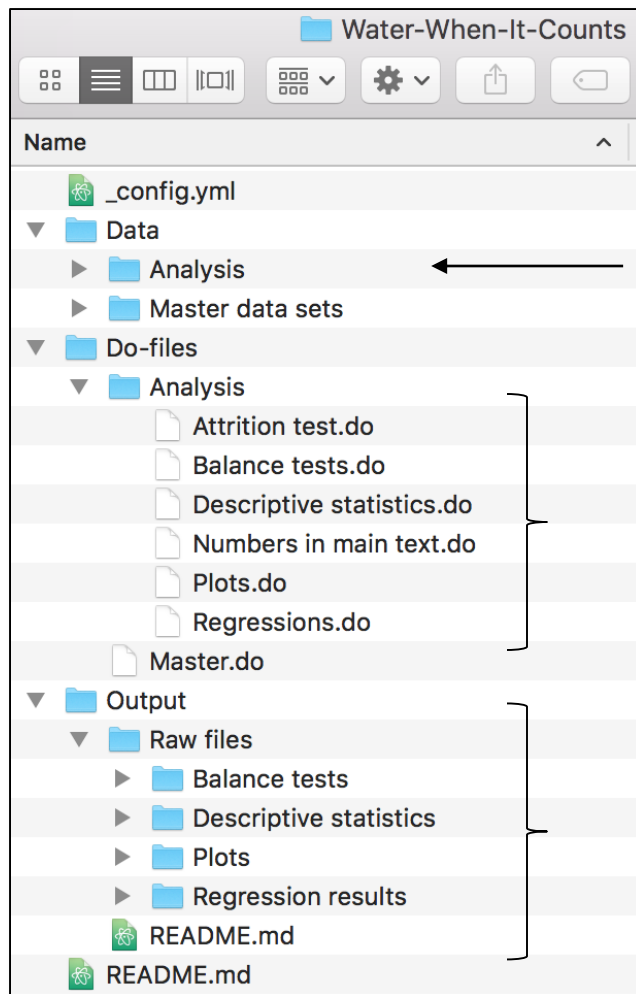 Water-When-It-Counts
Name
_config.yml
Data
Analysis
Master data sets
Do-files
Analysis
Attrition test.do
Balance tests.do
Descriptive statistics.do
Numbers in main text.do
Plots.do
Regressions.do
Master.do
Output
Raw files
Balance tests
Descriptive statistics
Plots
Regression results
README.md
README.md